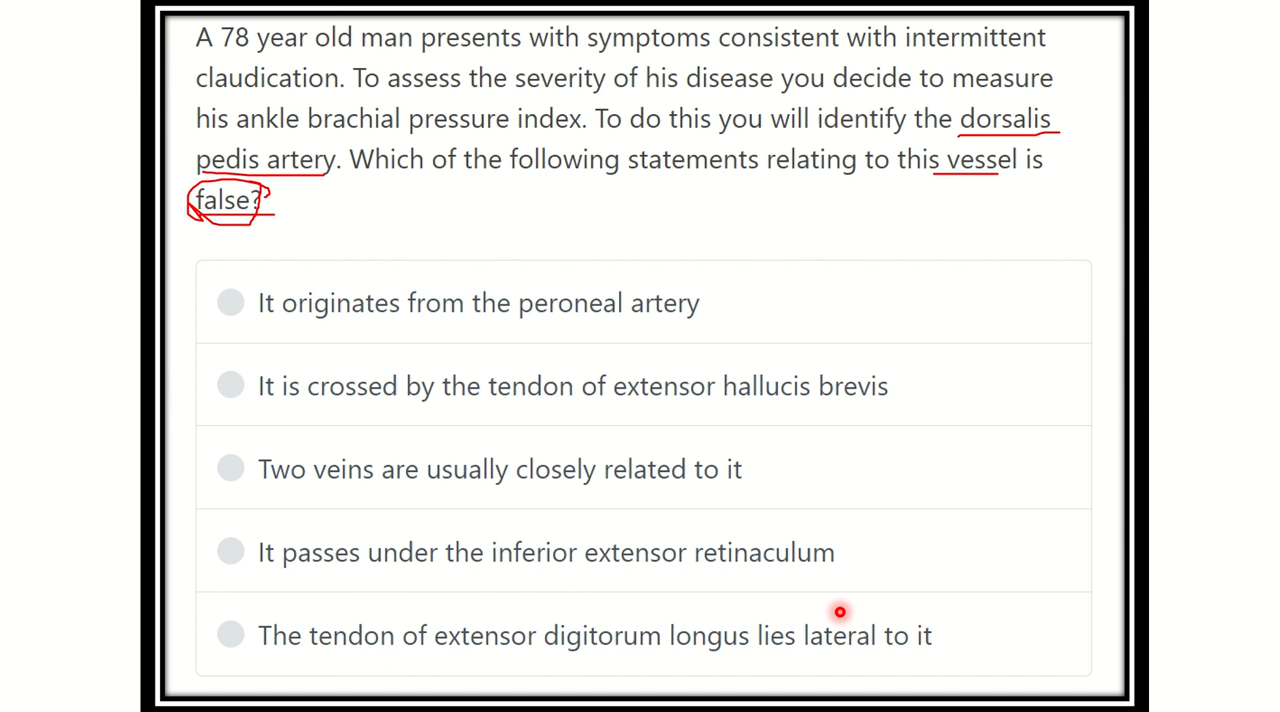 A 78 year old man presents with symptoms consistent with intermittent
claudication. To assess the severity of his disease you decide to measure
his ankle brachial pressure index. To do this you will identify the dorsalis
pedis artery. Which of the following statements relating to this vessel is
false?
It originates from the peroneal artery
It is crossed by the tendon of extensor hallucis brevis
Two veins are usually closely related to it
It passes under the inferior extensor retinaculum
The tendon of extensor digitorum longus lies lateral to it